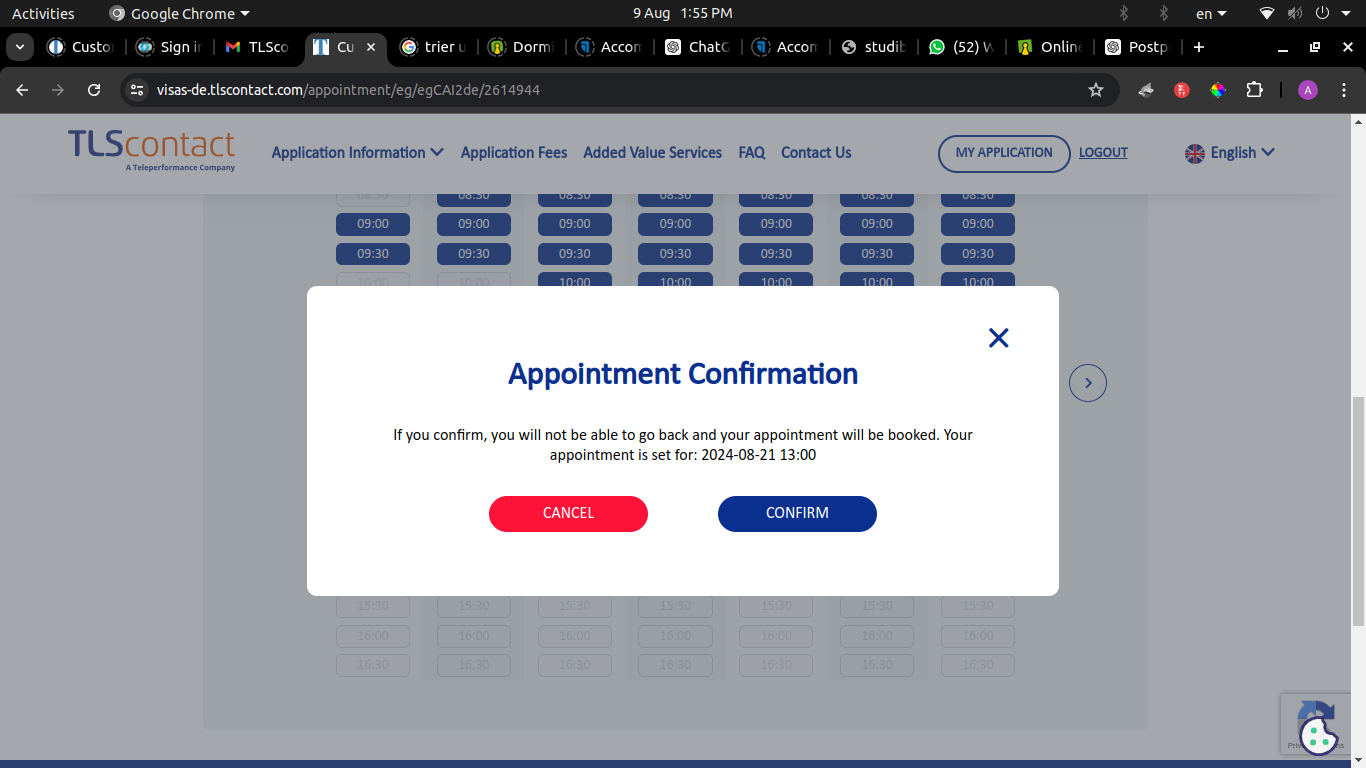 Activities
Google Chrome
9 Aug 1:55 PM
en
Custo
Sign in
TLSco
Cu
trier u
Dormi
Accon
ChatG
Accon
studib
(52) W
Online
Postp
visas-de.tlscontact.com/appointment/eg/egCAI2de/2614944
A
TLScontact
A Teleperformance Company
Application Information
Application Fees
Added Value Services
FAQ
Contact Us
MY APPLICATION
LOGOUT
English
08:30 08:30 08:30 08:30 08:30 08:30 08:30
09:00 09:00 09:00 09:00 09:00 09:00 09:00
09:30 09:30 09:30 09:30 09:30 09:30 09:30
10:00 10:00 10:00 10:00 10:00 10:00 10:00
Appointment Confirmation
If you confirm, you will not be able to go back and your appointment will be booked. Your
appointment is set for: 2024-08-21 13:00
CANCEL
CONFIRM
15:30 15:30 15:30 15:30 15:30 15:30 15:30
16:00 16:00 16:00 16:00 16:00 16:00 16:00
16:30 16:30 16:30 16:30 16:30 16:30 16:30